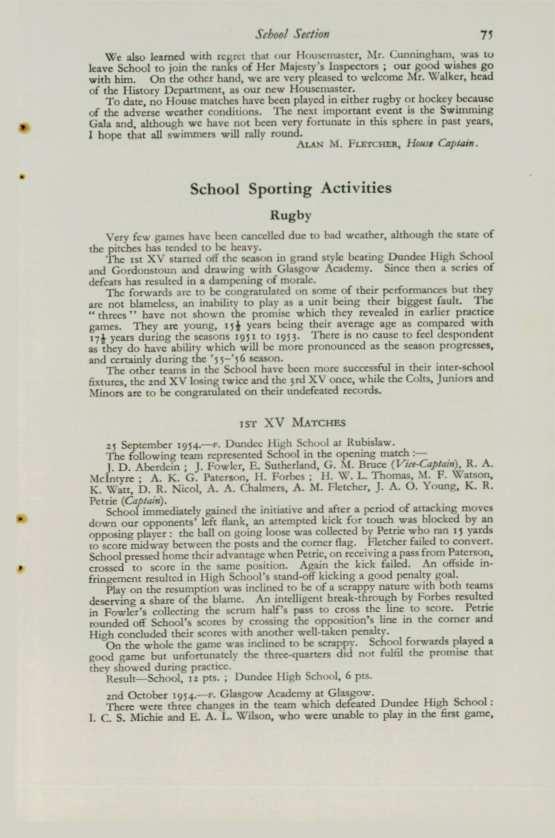 School Section 75
We also learned with regret that our Housemaster, Mr. Cunningham, was to
leave School to join the ranks of Her Majesty's Inspectors ; our good wishes go
with him. On the other hand, we are very pleased to welcome Mr. Walker, head
of the History Department, as our new Housemaster.
To date, no House matches have been played in either rugby or hockey because
of the adverse weather conditions. The next important event is the Swimming
Gala and, although we have not been very fortunate in this sphere in past years,
I hope that all swimmers will rally round.
ALAN M. FLETCHER, House Captain.
School Sporting Activities
Rugby
Very few games have been cancelled due to bad weather, although the state of
the pitches has tended to be heavy.
The 1st XV started off the season in grand style beating Dundee High School
and Gordonstoun and drawing with Glasgow Academy. Since then a series of
defeats has resulted in a dampening of morale.
The forwards are to be congratulated on some of their performances but they
are not blameless, an inability to play as a unit being their biggest fault. The
" threes " have not shown the promise which they revealed in earlier practice
games. They are young, 15½ years being their average age as compared with
17½ years during the seasons 1951 to 1953. There is no cause to feel despondent
as they do have ability which will be more pronounced as the season progresses,
and certainly during the '55-'56 season.
The other teams in the School have been more successful in their inter-school
fixtures, the 2nd XV losing twice and the 3rd XV once, while the Colts, Juniors and
Minors are to be congratulated on their undefeated records.
1ST XV MATCHES
25 September 1954.—v. Dundee High School at Rubislaw.
The following team represented School in the opening match :—
J. D. Aberdein ; J. Fowler, E. Sutherland, G. M. Bruce (Vice-Captain), R. A.
McIntyre ; A. K. G. Paterson, H. Forbes ; H. W. L. Thomas, M. F. Watson,
K. Watt, D. R. Nicol, A. A. Chalmers, A. M. Fletcher, J. A. O. Young, K. R.
Petrie (Captain).
School immediately gained the initiative and after a period of attacking moves
down our opponents' left flank, an attempted kick for touch was blocked by an
opposing player : the ball on going loose was collected by Petrie who ran 15 yards
to score midway between the posts and the corner flag. Fletcher failed to convert.
School pressed home their advantage when Petrie, on receiving a pass from Paterson,
crossed to score in the same position. Again the kick failed. An offside in-
fringement resulted in High School's stand-off kicking a good penalty goal.
Play on the resumption was inclined to be of a scrappy nature with both teams
deserving a share of the blame. An intelligent break-through by Forbes resulted
in Fowler's collecting the scrum half's pass to cross the line to score. Petrie
rounded off School's scores by crossing the opposition's line in the corner and
High concluded their scores with another well-taken penalty.
On the whole the game was inclined to be scrappy. School forwards played a
good game but unfortunately the three-quarters did not fulfil the promise that
they showed during practice.
Result—School, 12 pts. ; Dundee High School, 6 pts.
2nd October 1954.—v. Glasgow Academy at Glasgow.
There were three changes in the team which defeated Dundee High School :
I. C. S. Michie and E. A. L. Wilson, who were unable to play in the first game,